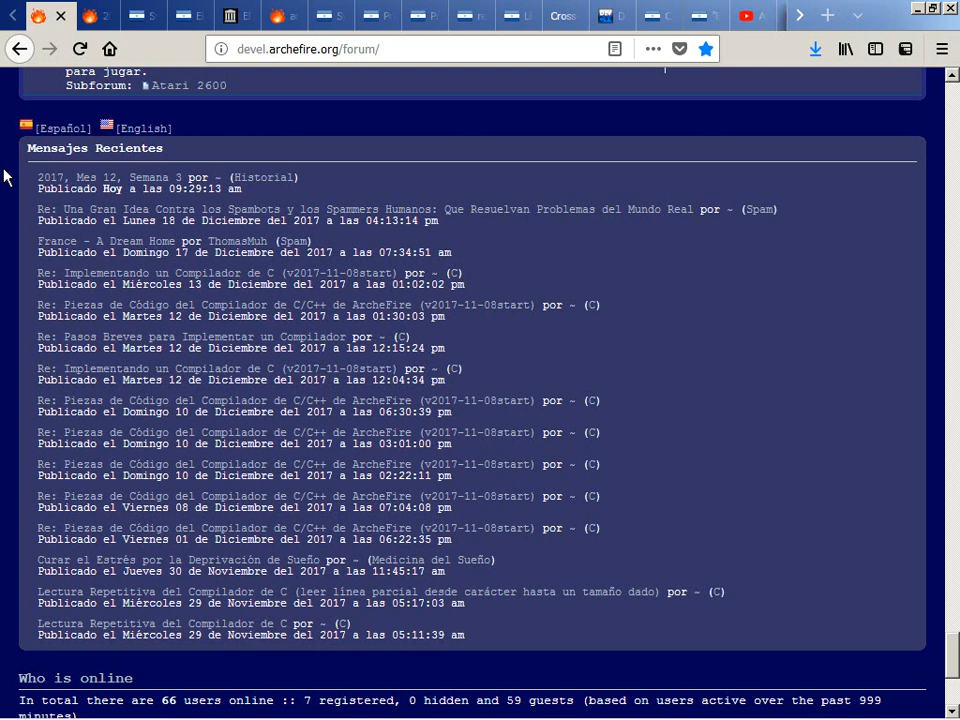 Cross
devel.archefire.org/forum/
para jugar.
Subforum: Atari 2600
[Español] [English]
Mensajes Recientes
2017, Mes 12, Semana 3 por ~ (Historial)
Publicado Hoy a las 09:29:13 am
Re: Una Gran Idea Contra los Spambots y los Spammers Humanos: Que Resuelvan Problemas del Mundo Real por ~ (Spam)
Publicado el Lunes 18 de Diciembre del 2017 a las 04:13:14 pm
France - A Dream Home por ThomasMuh (Spam)
Publicado el Domingo 17 de Diciembre del 2017 a las 07:34:51 am
Re: Implementando un Compilador de C (v2017-11-08start) por ~ (C)
Publicado el Miércoles 13 de Diciembre del 2017 a las 01:02:02 pm
Re: Piezas de Código del Compilador de C/C++ de ArcheFire (v2017-11-08start) por ~ (C)
Publicado el Martes 12 de Diciembre del 2017 a las 01:30:03 pm
Re: Pasos Breves para Implementar un Compilador por ~ (C)
Publicado el Martes 12 de Diciembre del 2017 a las 12:15:24 pm
Re: Implementando un Compilador de C (v2017-11-08start) por ~ (C)
Publicado el Martes 12 de Diciembre del 2017 a las 12:04:34 pm
Re: Piezas de Código del Compilador de C/C++ de ArcheFire (v2017-11-08start) por ~ (C)
Publicado el Domingo 10 de Diciembre del 2017 a las 06:30:39 pm
Re: Piezas de Código del Compilador de C/C++ de ArcheFire (v2017-11-08start) por ~ (C)
Publicado el Domingo 10 de Diciembre del 2017 a las 03:01:00 pm
Re: Piezas de Código del Compilador de C/C++ de ArcheFire (v2017-11-08start) por ~ (C)
Publicado el Domingo 10 de Diciembre del 2017 a las 02:22:11 pm
Re: Piezas de Código del Compilador de C/C++ de ArcheFire (v2017-11-08start) por ~ (C)
Publicado el Viernes 08 de Diciembre del 2017 a las 07:04:08 pm
Re: Piezas de Código del Compilador de C/C++ de ArcheFire (v2017-11-08start) por ~ (C)
Publicado el Viernes 01 de Diciembre del 2017 a las 06:22:35 pm
Curar el Estrés por la Deprivación de Sueño por ~ (Medicina del Sueño)
Publicado el Jueves 30 de Noviembre del 2017 a las 11:45:17 am
Lectura Repetitiva del Compilador de C (leer línea parcial desde carácter hasta un tamaño dado) por ~ (C)
Publicado el Miércoles 29 de Noviembre del 2017 a las 05:17:03 am
Lectura Repetitiva del Compilador de C por ~ (C)
Publicado el Miércoles 29 de Noviembre del 2017 a las 05:11:39 am
Who is online
In total there are 66 users online :: 7 registered, 0 hidden and 59 guests (based on users active over the past 999
minutes)